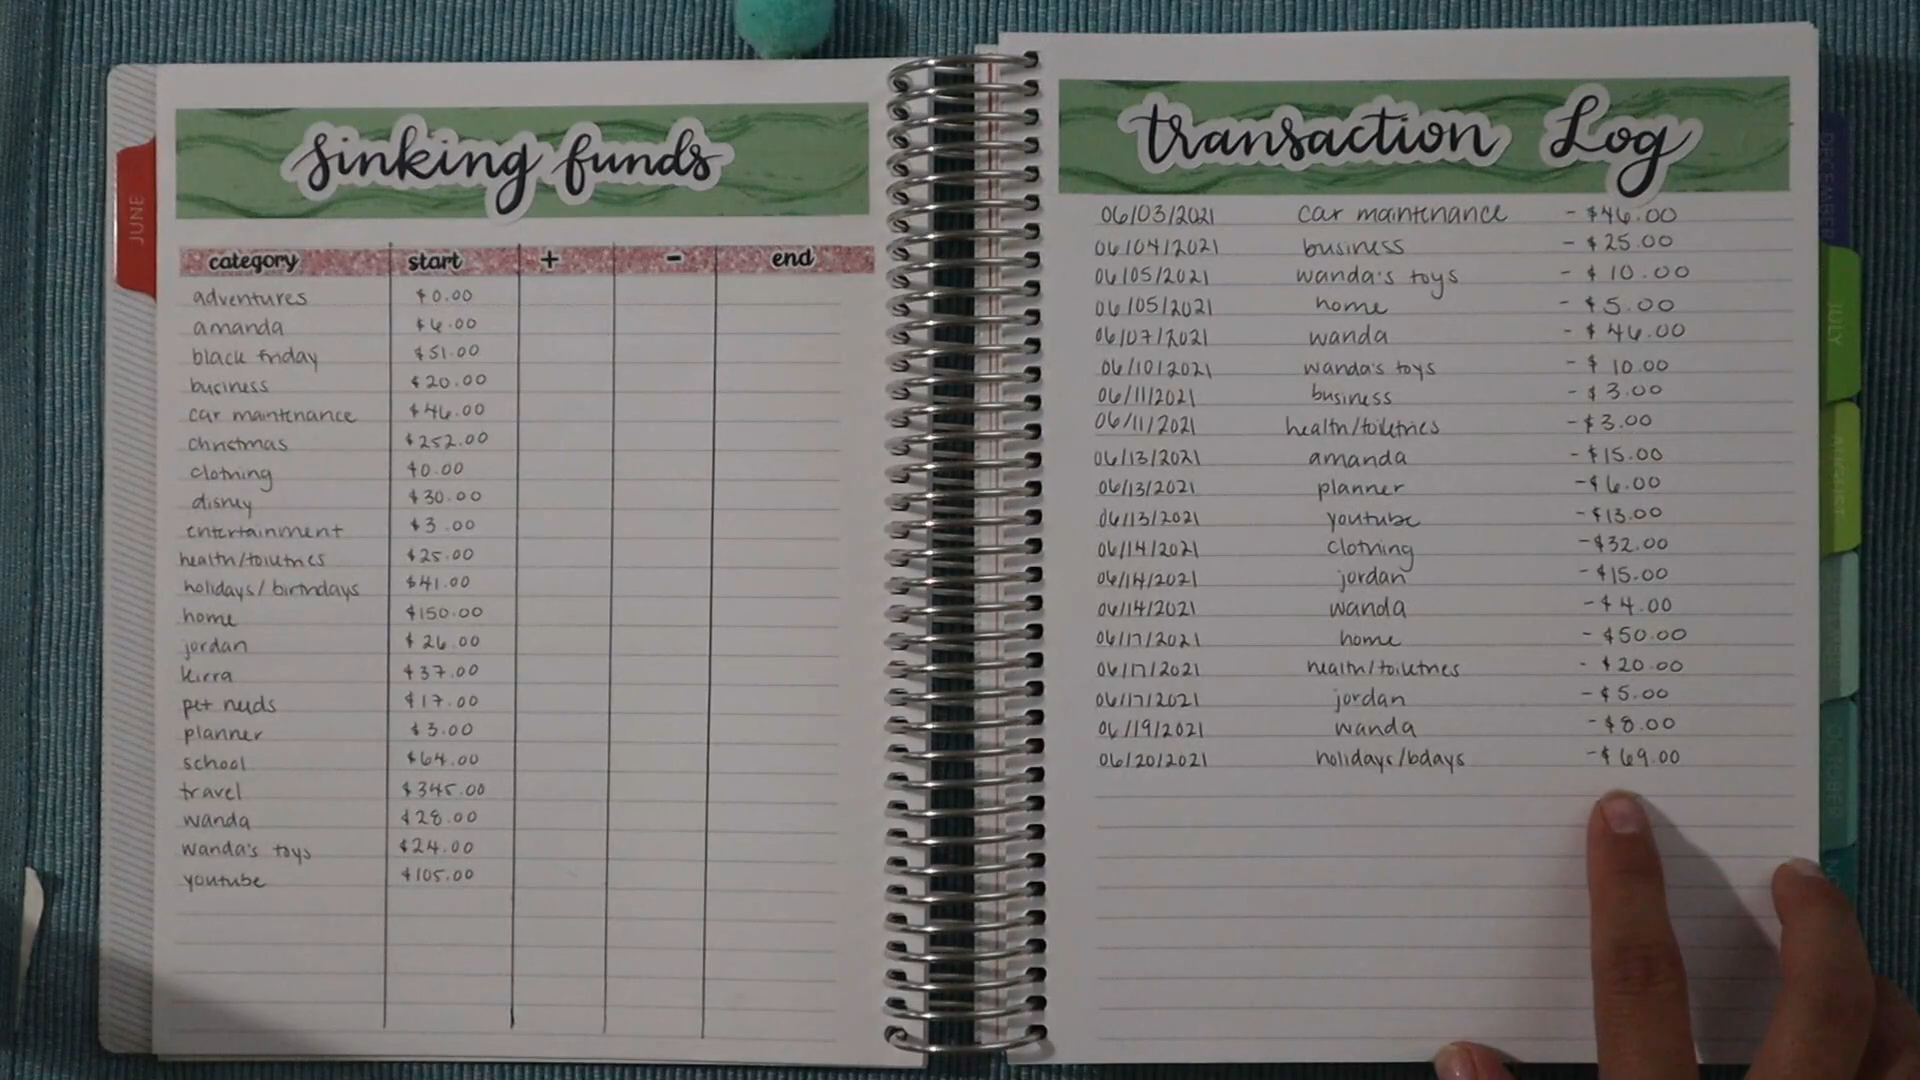 sinking funds
category start + - end
adventures $0.00
amanda $6.00
black friday $51.00
business $20.00
car maintenance $46.00
christmas $252.00
clothing $0.00
disney $30.00
entertainment $3.00
health/toiletries $25.00
holidays/birthdays $41.00
home $150.00
jordan $26.00
kirra $37.00
pet needs $17.00
planner $3.00
school $64.00
travel $345.00
wanda $28.00
wanda's toys $24.00
youtube $105.00
JUNE
transaction Log
06/03/2021 car maintenance - $46.00
06/04/2021 business - $25.00
06/05/2021 wanda's toys - $10.00
06/05/2021 home - $5.00
06/07/2021 wanda - $46.00
06/10/2021 wanda's toys - $10.00
06/11/2021 business - $3.00
06/11/2021 health/toiletries - $3.00
06/13/2021 amanda - $15.00
06/13/2021 planner - $6.00
06/13/2021 youtube - $13.00
06/14/2021 clothing - $32.00
06/14/2021 jordan - $15.00
06/14/2021 wanda - $4.00
06/17/2021 home - $50.00
06/17/2021 health/toiletries - $20.00
06/17/2021 jordan - $5.00
06/19/2021 wanda - $8.00
06/20/2021 holidays/bdays - $69.00
DECEMBER
JULY
AUGUST
OCTOBER